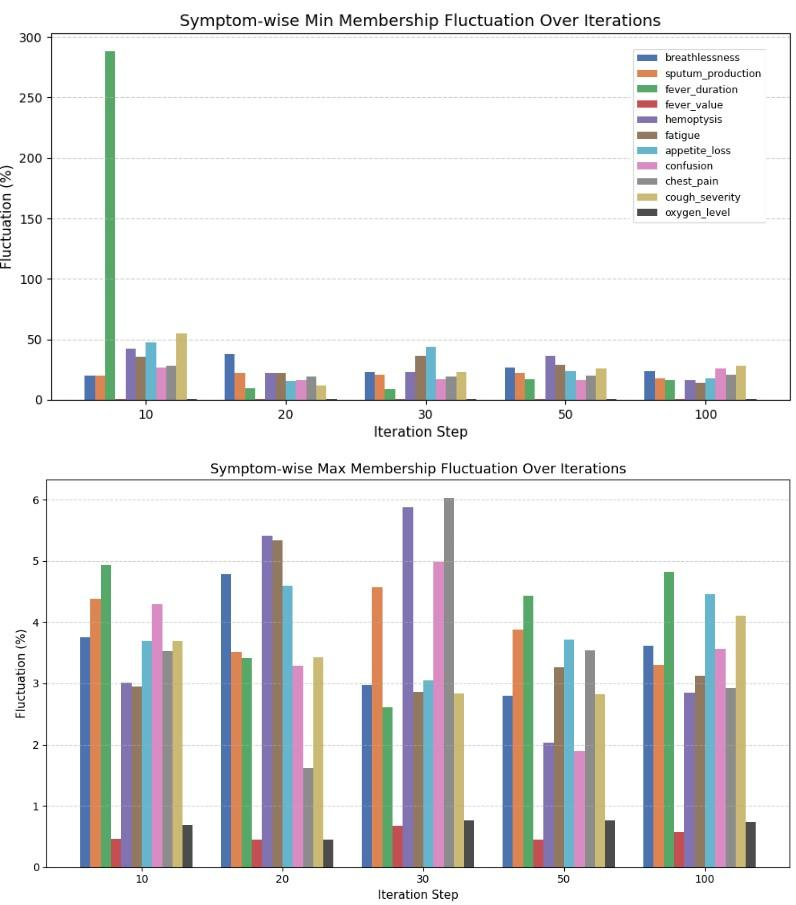 Symptom-wise Min Membership Fluctuation Over Iterations
300
250
200
150
100
50
0
Fluctuation (%)
breathlessness
sputum_production
fever_duration
fever_value
hemoptysis
fatigue
appetite_loss
confusion
chest_pain
cough_severity
oxygen_level
10 20 30 50 100
Iteration Step
Symptom-wise Max Membership Fluctuation Over Iterations
6
5
4
3
2
1
0
Fluctuation (%)
10 20 30 50 100
Iteration Step